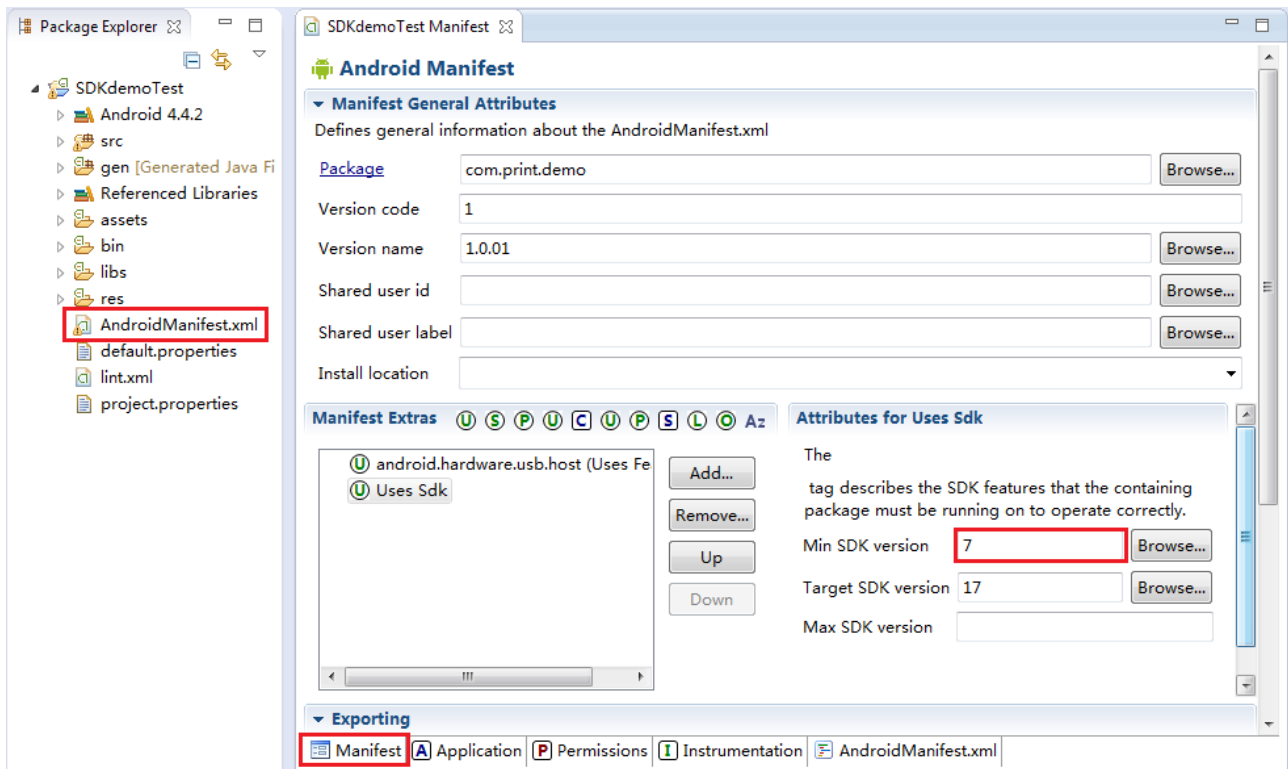 Package Explorer
SDKdemoTest
Android 4.4.2
src
gen [Generated Java Fi
Referenced Libraries
assets
bin
libs
res
AndroidManifest.xml
default.properties
lint.xml
project.properties
SDKdemoTest Manifest
Android Manifest
Manifest General Attributes
Defines general information about the AndroidManifest.xml
Package com.print.demo Browse...
Version code 1
Version name 1.0.01 Browse...
Shared user id Browse...
Shared user label Browse...
Install location
Manifest Extras U S P U C U P S L O Az
U android.hardware.usb.host (Uses Fe
U Uses Sdk
Add...
Remove...
Up
Down
Attributes for Uses Sdk
The
tag describes the SDK features that the containing
package must be running on to operate correctly.
Min SDK version 7 Browse...
Target SDK version 17 Browse...
Max SDK version
Exporting
Manifest A Application P Permissions I Instrumentation AndroidManifest.xml